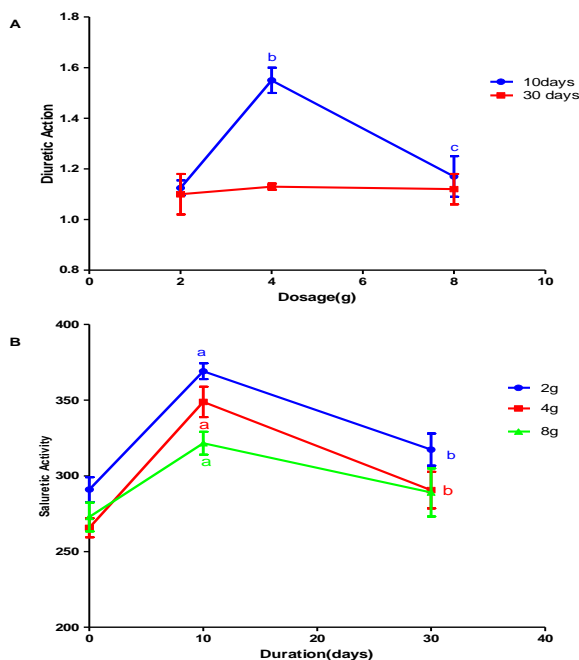 A
1.8
1.6
1.4
1.2
1.0
0.8
Diuretic Action
0 2 4 6 8 10
Dosage(g)
b
c
10days
30 days
B
400
350
300
250
200
Saluretic Activity
0 10 20 30 40
Duration(days)
a
a
a
b
b
2g
4g
8g